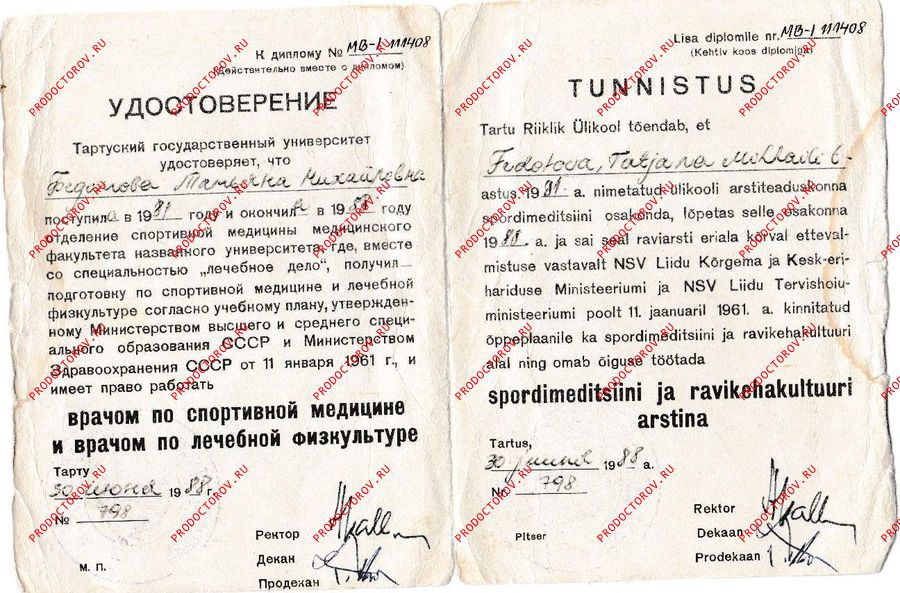 К диплому № МВ-I 111408
(действительно вместе с дипломом)
УДОСТОВЕРЕНИЕ
Тартуский государственный университет
удостоверяет, что
Федотова Татьяна Михайловна
поступила в 1981 году и окончила в 1988 году
отделение спортивной медицины медицинского
факультета названного университета, где, вместе
со специальностью „лечебное дело", получил
подготовку по спортивной медицине и лечебной
физкультуре согласно учебному плану, утвержден-
ному Министерством высшего и среднего специ-
ального образования СССР и Министерством
Здравоохранения СССР от 11 января 1961 г., и
имеет право работать
врачом по спортивной медицине
и врачом по лечебной физкультуре
Тарту
30 июня 1988 г.
№ 798
Ректор
Декан
М. П.
Продекан
Lisa diplomile nr. МВ-I 111408
(Kehtiv koos diplomiga)
TUNNISTUS
Tartu Riiklik Ülikool tõendab, et
Fedotova, Tatjana Mihhaili t.
astus 1981. a. nimetatud ülikooli arstiteaduskonna
spordimeditsiini osakonda, lõpetas selle osakonna
1988. a. ja sai seal raviarsti eriala kõrval etteval-
mistuse vastavalt NSV Liidu Kõrgema ja Kesk-eri-
hariduse Ministeeriumi ja NSV Liidu Tervishoiu-
ministeeriumi poolt 11. jaanuaril 1961. a. kinnitatud
õppeplaanile ka spordimeditsiini ja ravikehakultuuri
alal ning omab õiguse töötada
spordimeditsiini ja ravikehakultuuri
arstina
Tartus,
30. juunil 1988 a.
Nr. 798
Rektor
Pitser
Dekaan
Prodekaan
PRODOCTOROV.RU